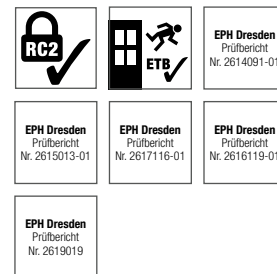 RC2
ETB
EPH Dresden
Prüfbericht
Nr. 2614091-01
EPH Dresden
Prüfbericht
Nr. 2615013-01
EPH Dresden
Prüfbericht
Nr. 2617116-01
EPH Dresden
Prüfbericht
Nr. 2616119-01
EPH Dresden
Prüfbericht
Nr. 2619019